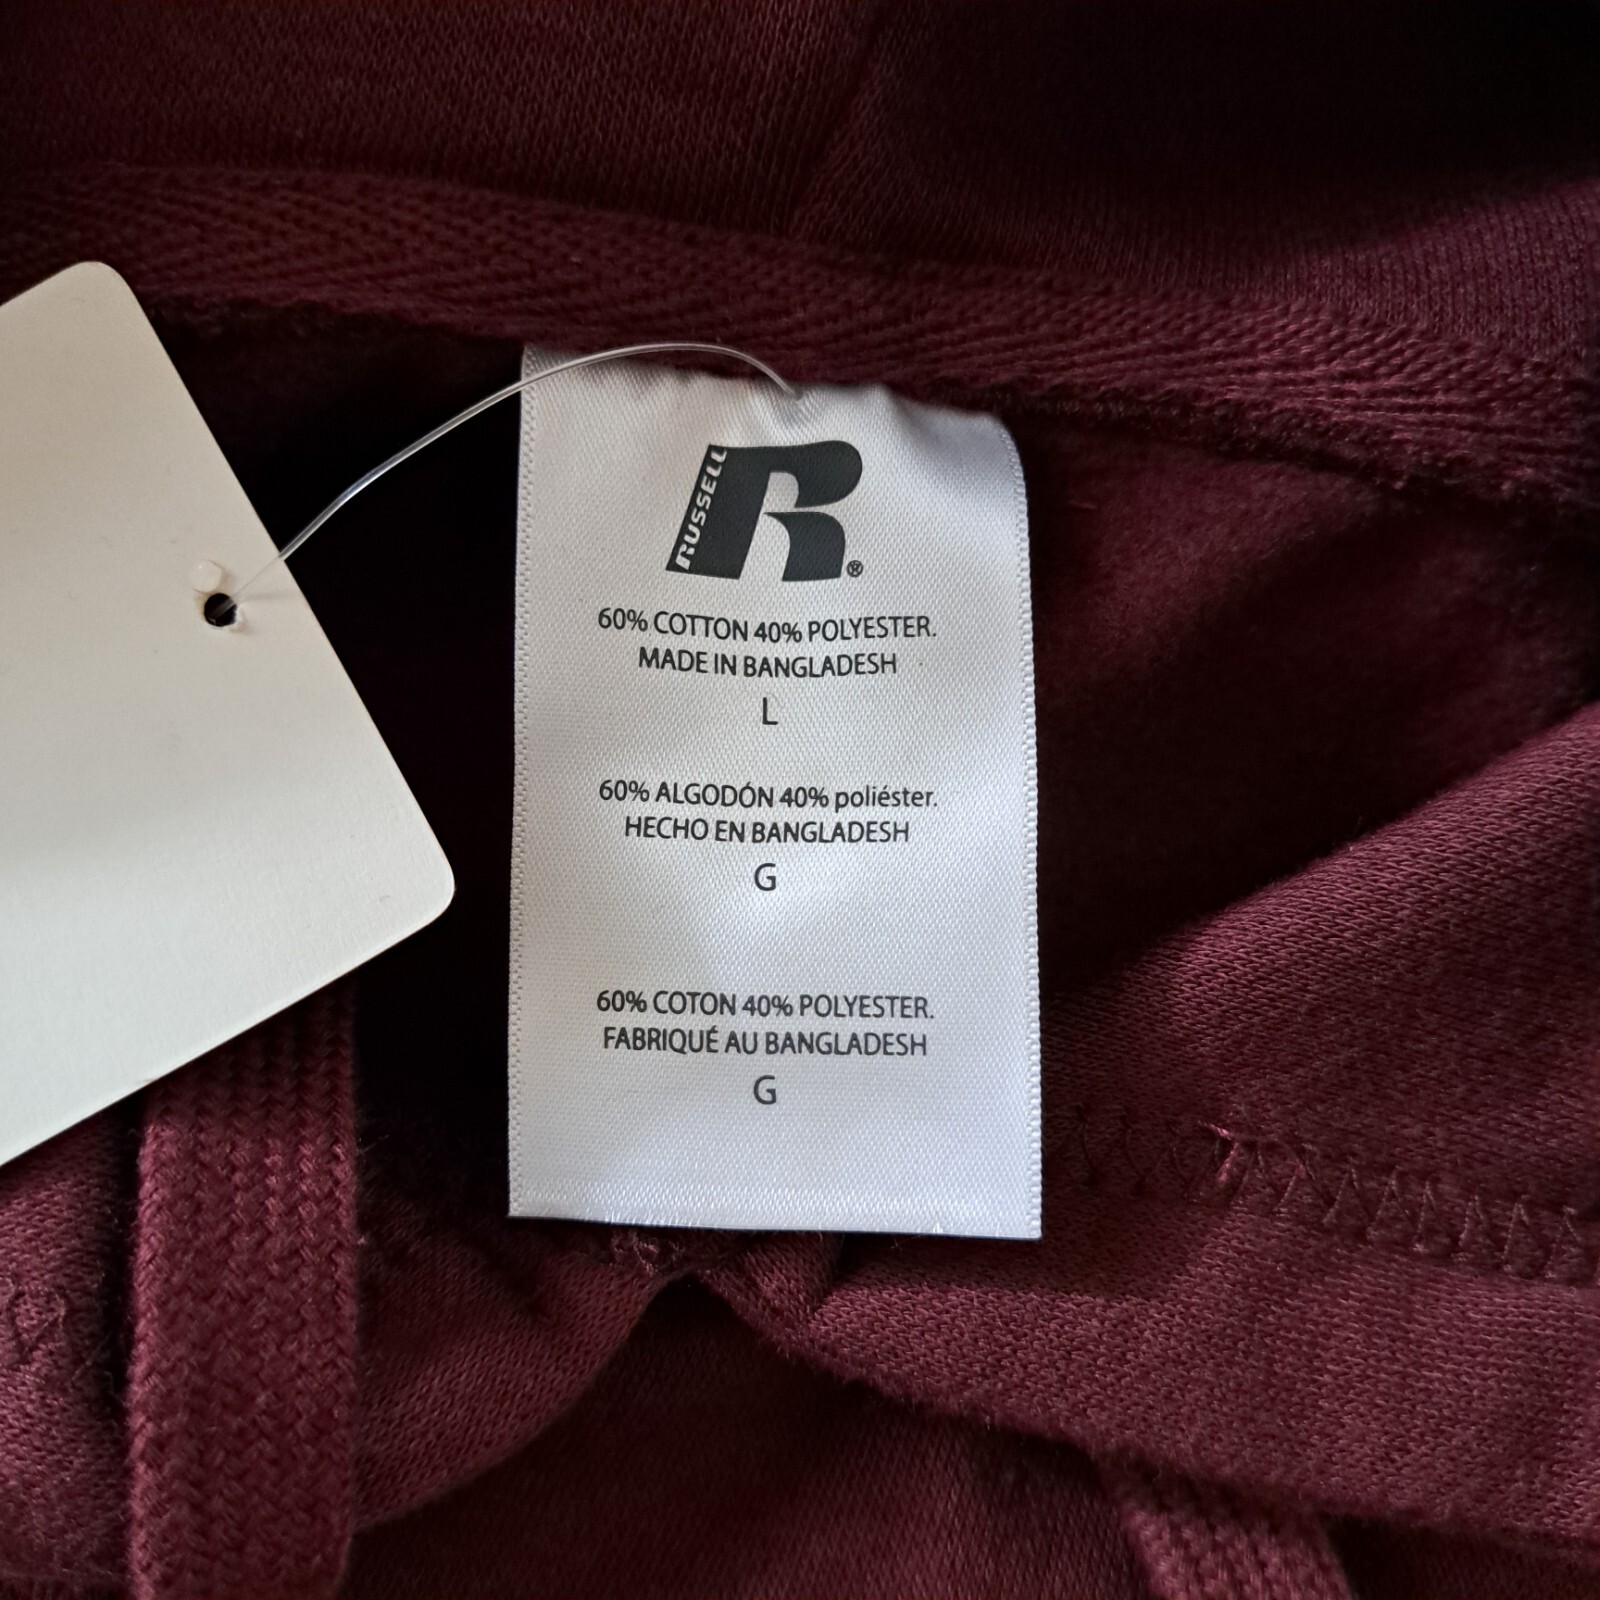 RUSSELL
R®
60% COTTON 40% POLYESTER.
MADE IN BANGLADESH
L
60% ALGODÓN 40% poliéster.
HECHO EN BANGLADESH
G
60% COTON 40% POLYESTER.
FABRIQUÉ AU BANGLADESH
G